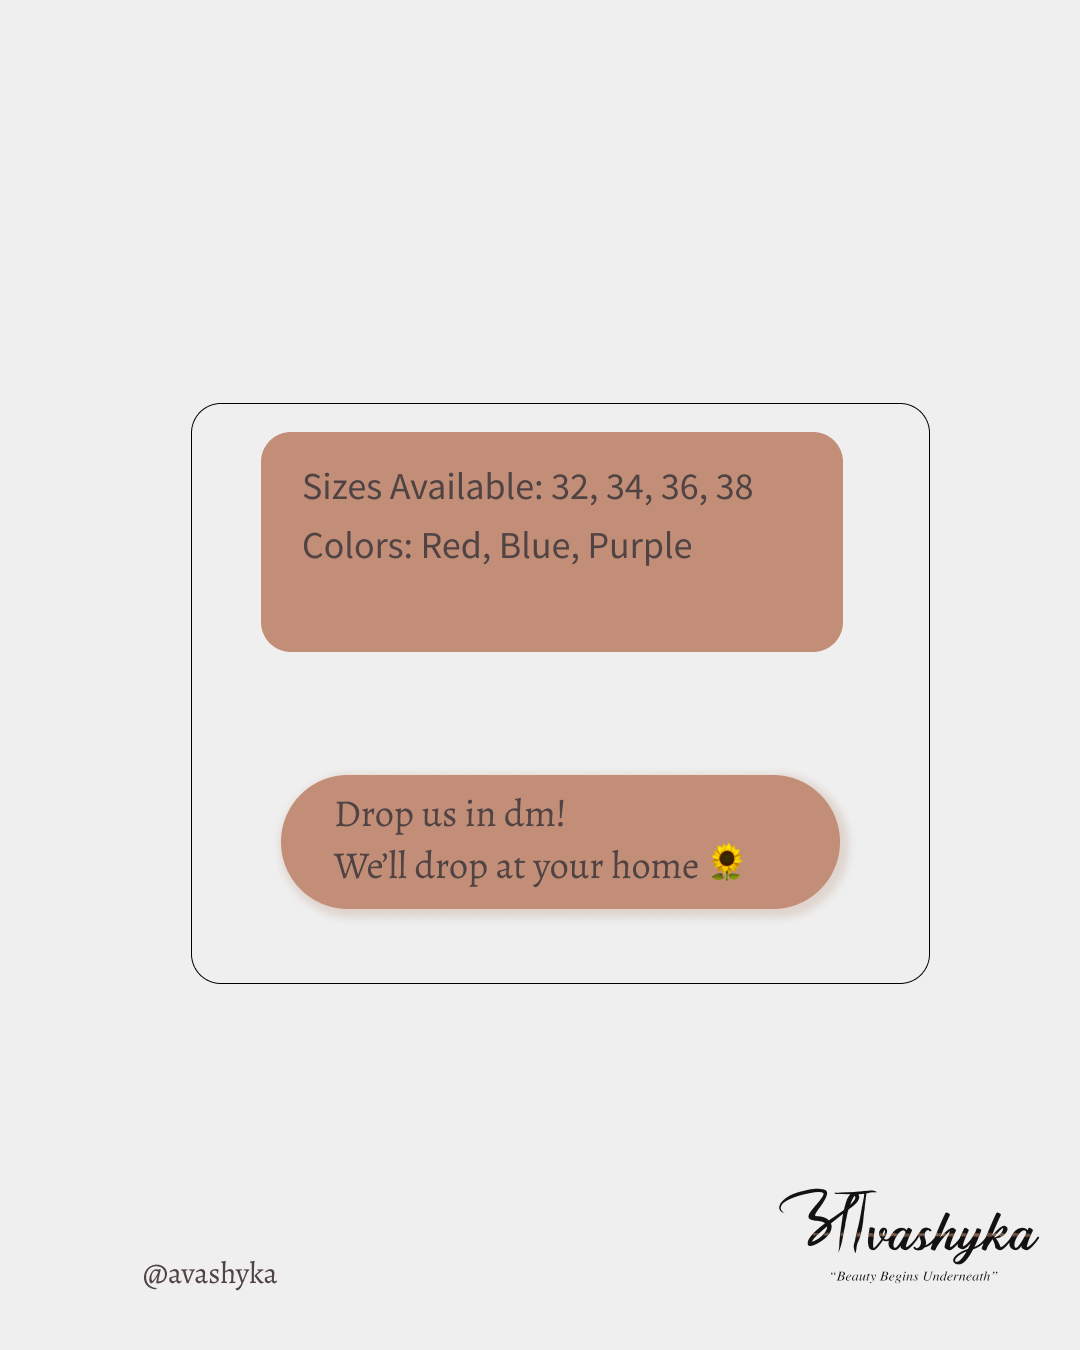 Sizes Available: 32, 34, 36, 38
Colors: Red, Blue, Purple
Drop us in dm!
We’ll drop at your home 🌻
@avashyka
आvashyka
“Beauty Begins Underneath”